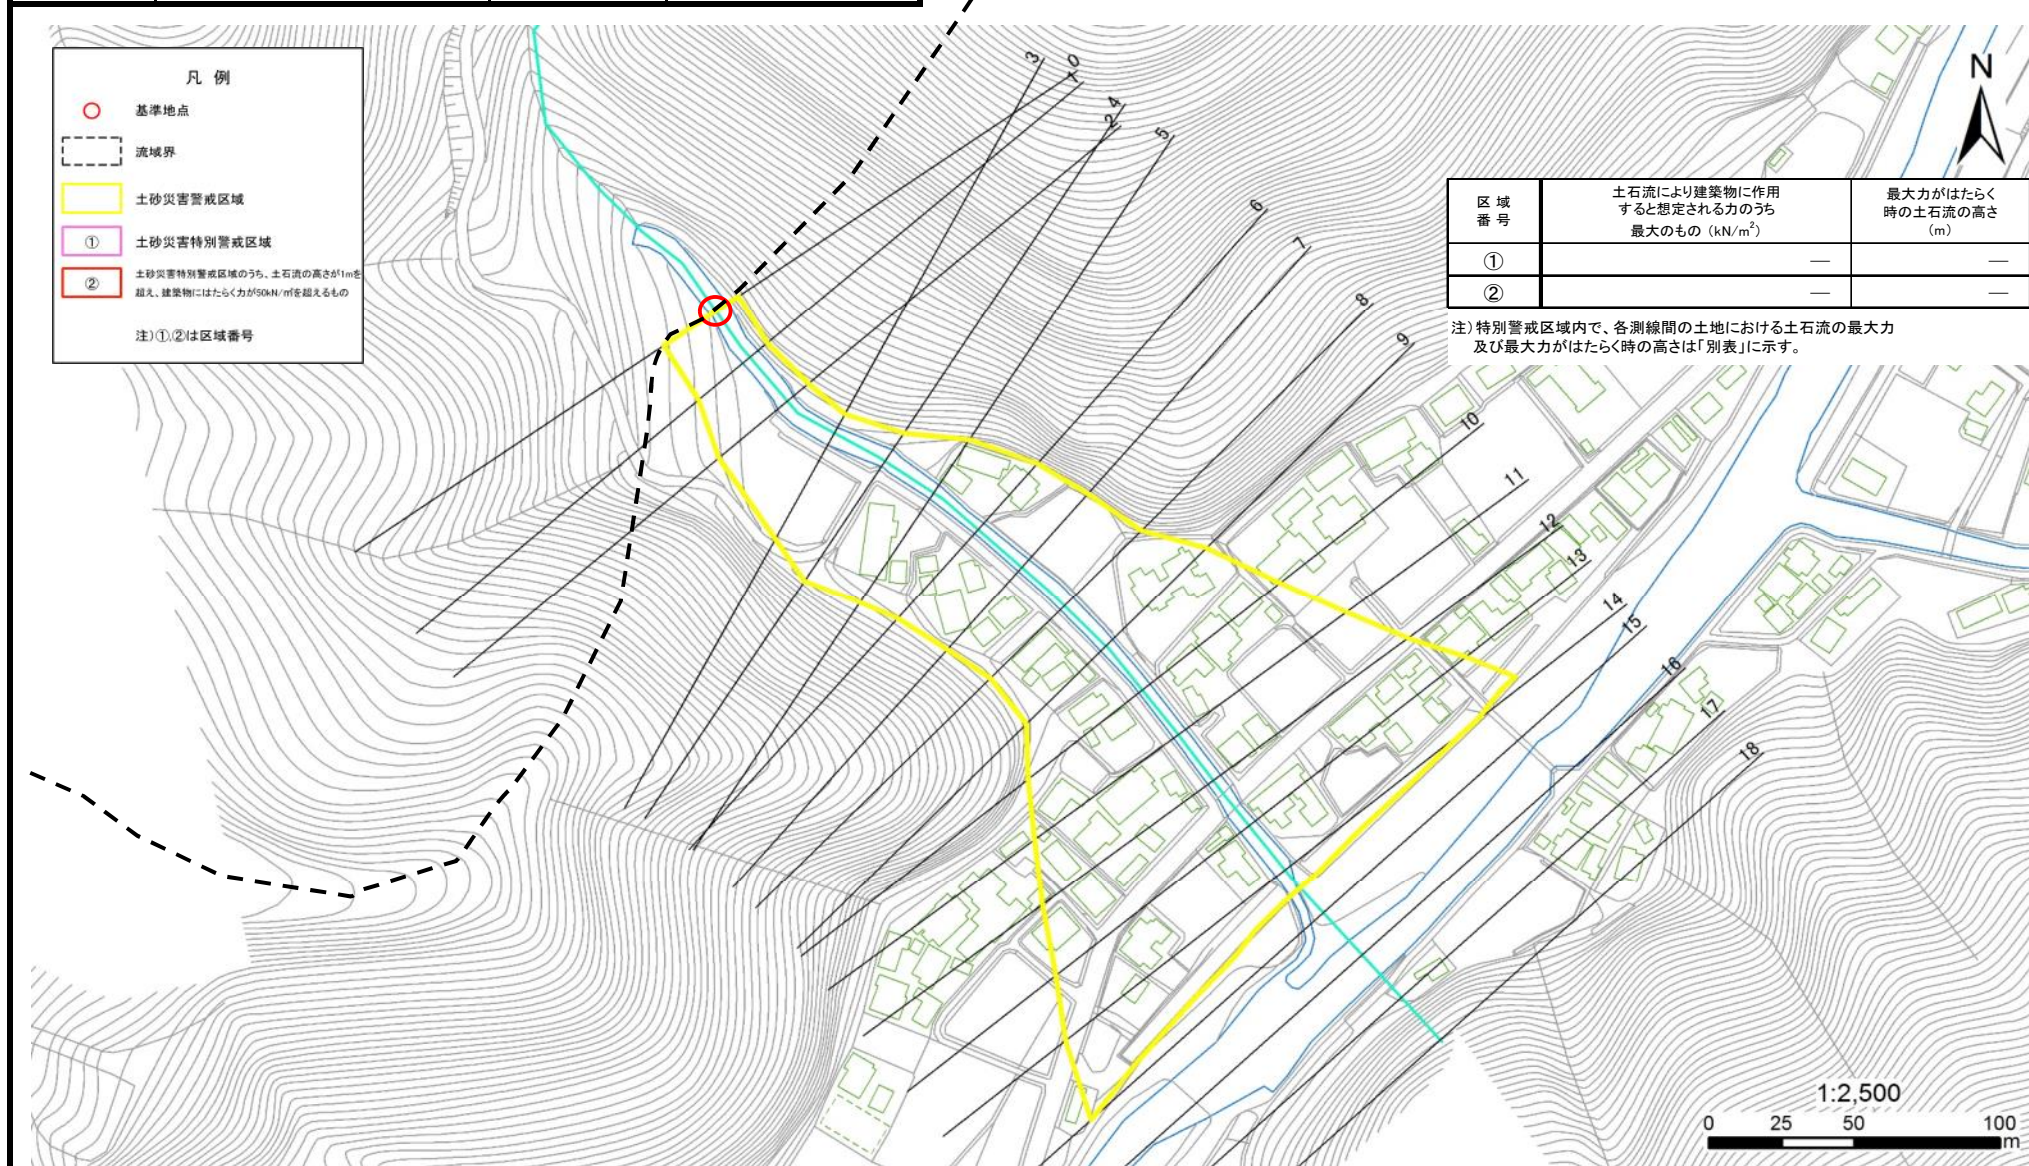 凡 例
基準地点
流域界
土砂災害警戒区域
① 土砂災害特別警戒区域
② 土砂災害特別警戒区域のうち、土石流の高さが1mを
超え、建築物にはたらく力が50kN/㎡を超えるもの
注)①,②は区域番号
3
0
1
4
2
5
6
7
8
9
10
11
12
13
14
15
16
17
18
N
区 域
番 号
土石流により建築物に作用
すると想定される力のうち
最大のもの（kN/m²）
最大力がはたらく
時の土石流の高さ
（m）
① — —
② — —
注）特別警戒区域内で、各測線間の土地における土石流の最大力
及び最大力がはたらく時の高さは「別表」に示す。
1:2,500
0 25 50 100
m